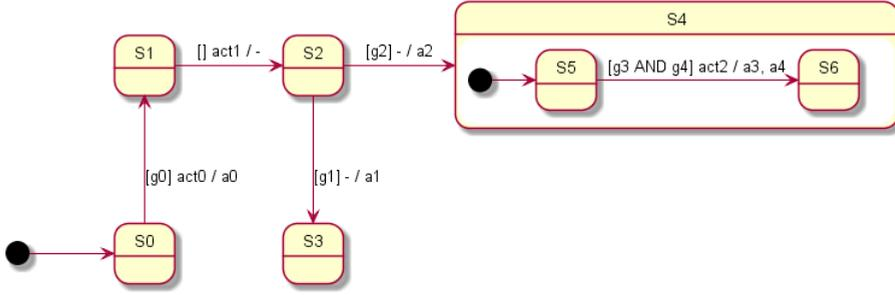 S4
S1
[] act1 / -
S2
[g2] - / a2
S5
[g3 AND g4] act2 / a3, a4
S6
[g0] act0 / a0
[g1] - / a1
S0
S3